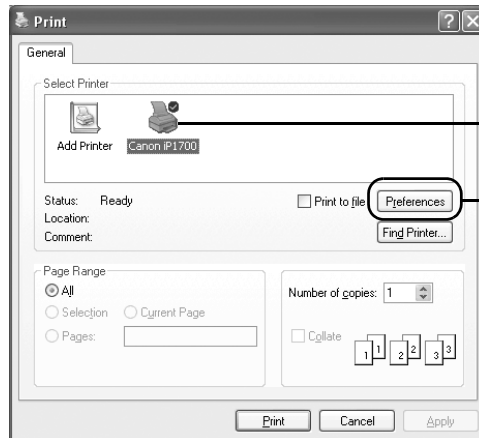 Print
General
Select Printer
Add Printer
Canon iP1700
Status: Ready
Print to file
Preferences
Location:
Comment:
Find Printer...
Page Range
All
Selection
Current Page
Pages:
Number of copies: 1
Collate
1 1 2 2 3 3
Print
Cancel
Apply